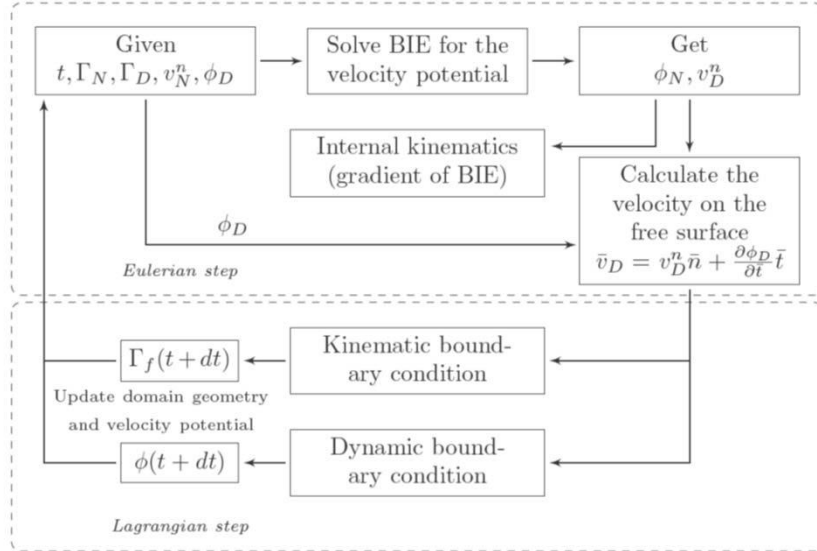 Given
t, Γ_N, Γ_D, v_N^n, ϕ_D
Solve BIE for the
velocity potential
Get
ϕ_N, v_D^n
Internal kinematics
(gradient of BIE)
Calculate the
velocity on the
free surface
v̄_D = v_D^n n̄ + ∂ϕ_D/∂t̄ t̄
ϕ_D
Eulerian step
Γ_f(t + dt)
Kinematic bound-
ary condition
Update domain geometry
and velocity potential
ϕ(t + dt)
Dynamic bound-
ary condition
Lagrangian step